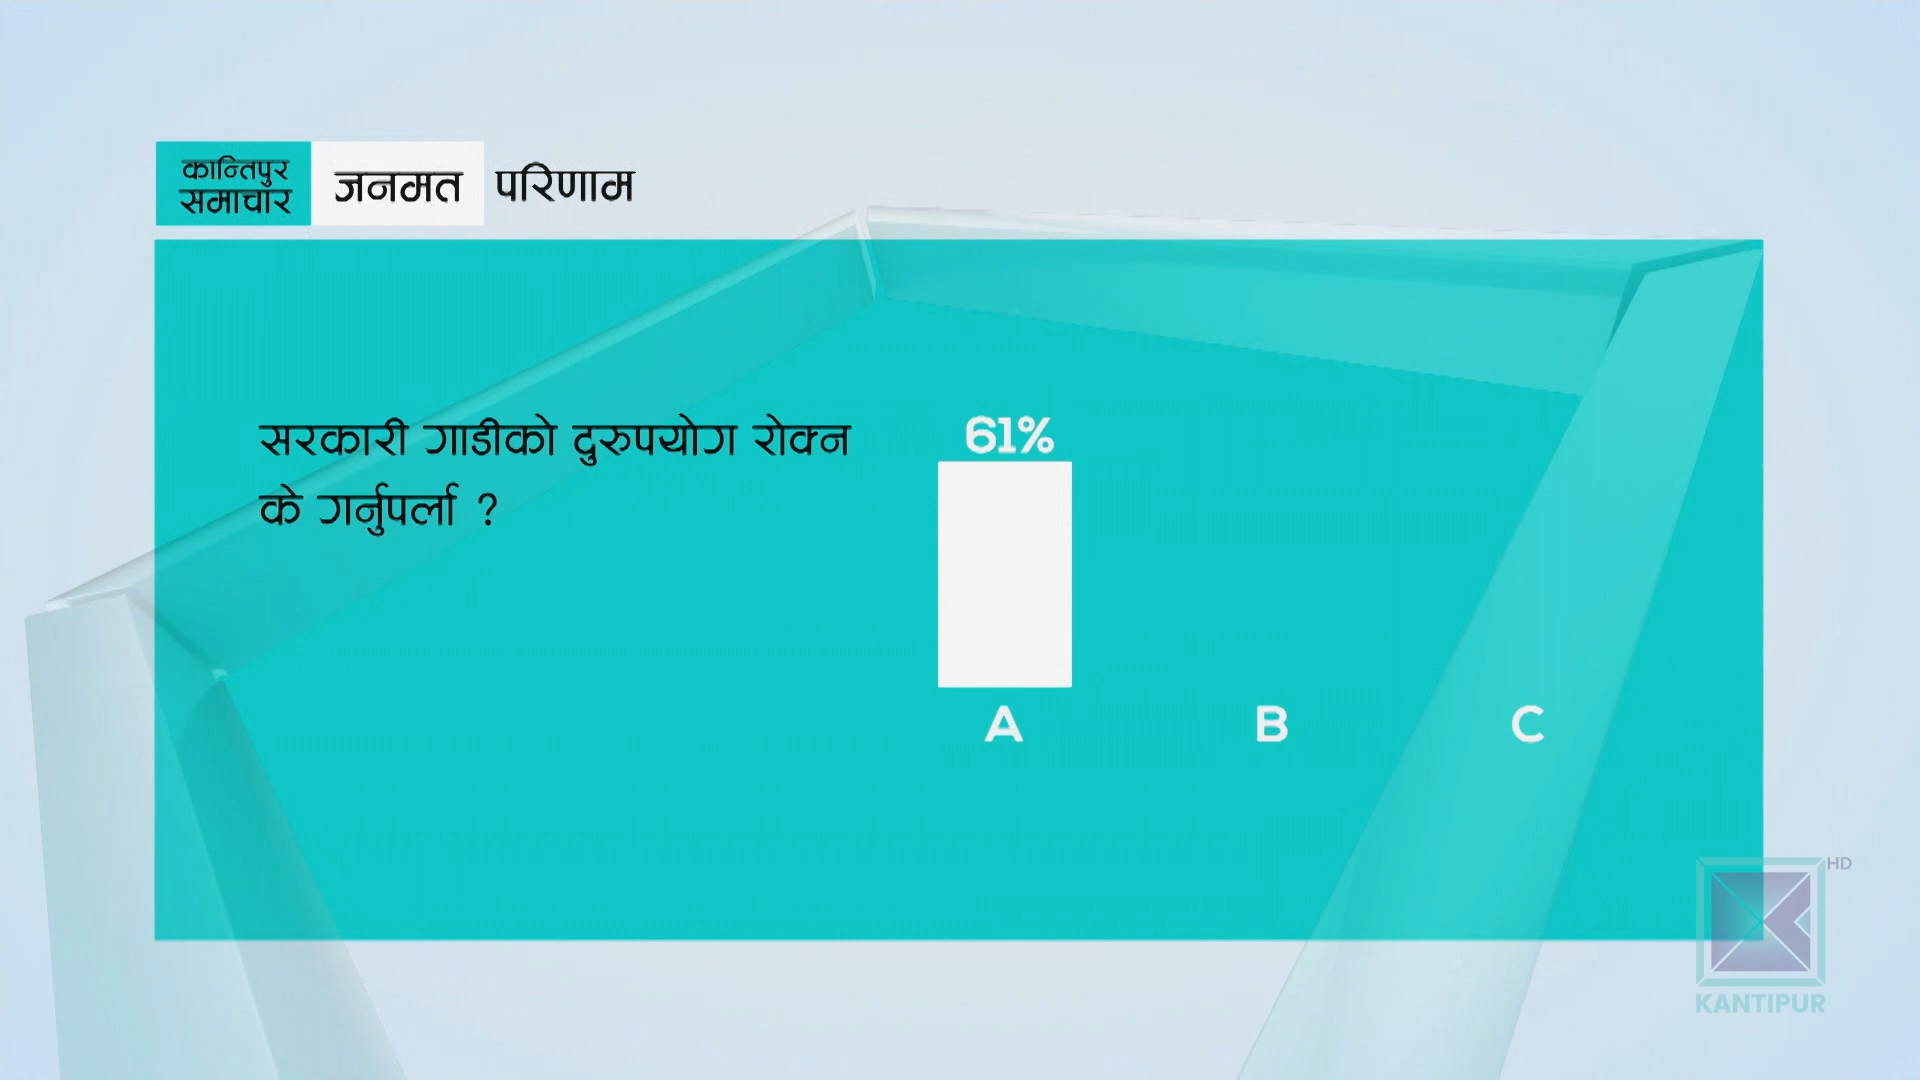 कान्तिपुर
समाचार
जनमत परिणाम
सरकारी गाडीको दुरुपयोग रोक्न
के गर्नुपर्ला ?
61%
A B C
HD
KANTIPUR